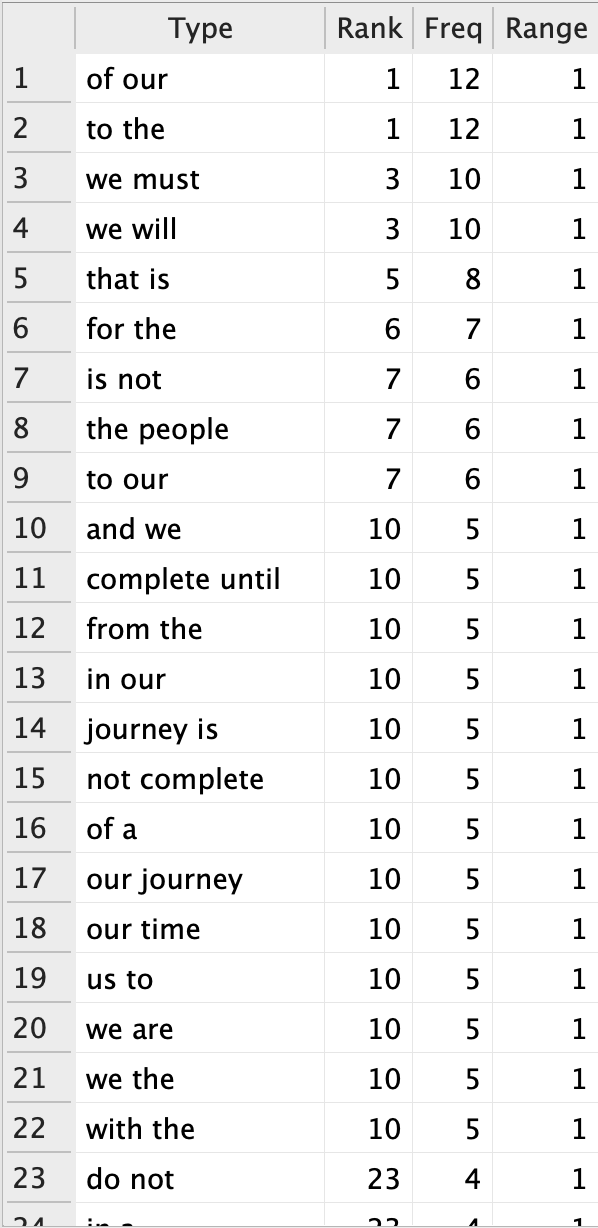 Type Rank Freq Range
1 of our 1 12 1
2 to the 1 12 1
3 we must 3 10 1
4 we will 3 10 1
5 that is 5 8 1
6 for the 6 7 1
7 is not 7 6 1
8 the people 7 6 1
9 to our 7 6 1
10 and we 10 5 1
11 complete until 10 5 1
12 from the 10 5 1
13 in our 10 5 1
14 journey is 10 5 1
15 not complete 10 5 1
16 of a 10 5 1
17 our journey 10 5 1
18 our time 10 5 1
19 us to 10 5 1
20 we are 10 5 1
21 we the 10 5 1
22 with the 10 5 1
23 do not 23 4 1
24 in a 23 4 1